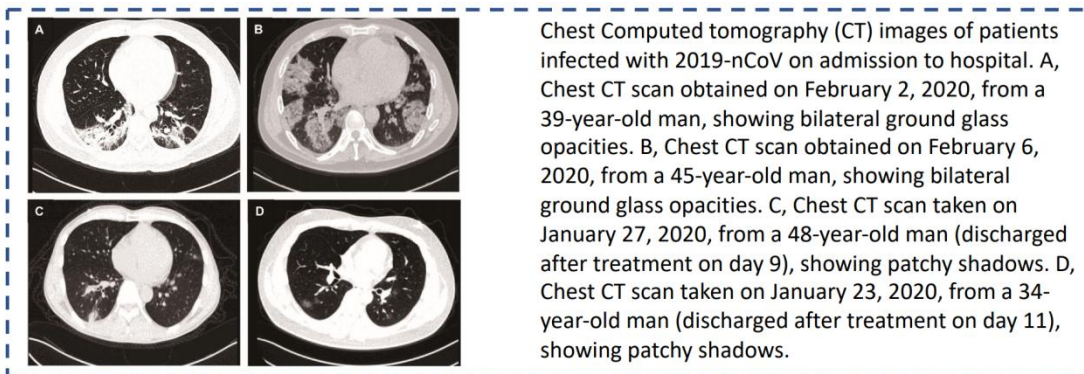 A
B
C
D
Chest Computed tomography (CT) images of patients
infected with 2019-nCoV on admission to hospital. A,
Chest CT scan obtained on February 2, 2020, from a
39-year-old man, showing bilateral ground glass
opacities. B, Chest CT scan obtained on February 6,
2020, from a 45-year-old man, showing bilateral
ground glass opacities. C, Chest CT scan taken on
January 27, 2020, from a 48-year-old man (discharged
after treatment on day 9), showing patchy shadows. D,
Chest CT scan taken on January 23, 2020, from a 34-
year-old man (discharged after treatment on day 11),
showing patchy shadows.